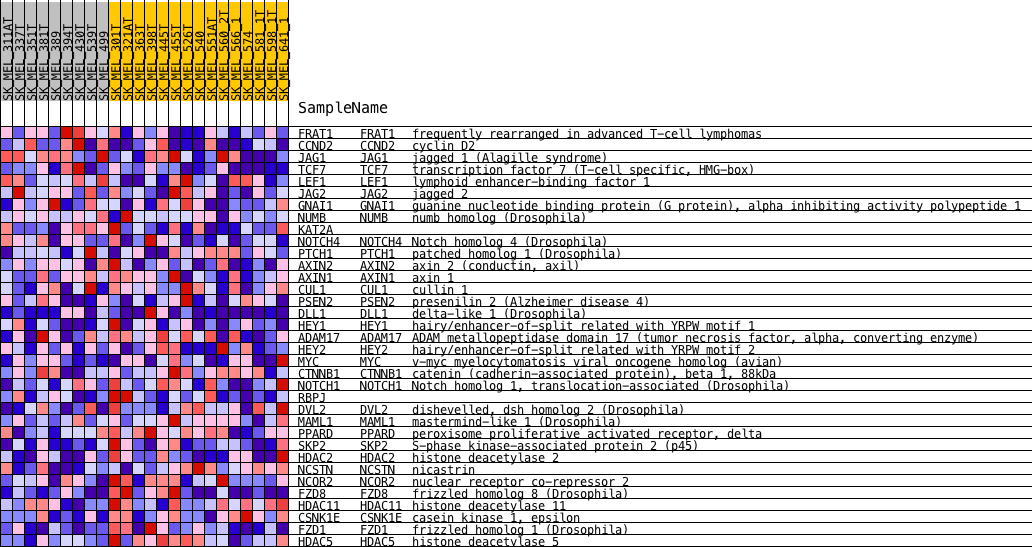 SK_MEL_311AT
SK_MEL_337T
SK_MEL_351T
SK_MEL_381T
SK_MEL_389
SK_MEL_394T
SK_MEL_430T
SK_MEL_539T
SK_MEL_499
SK_MEL_301T
SK_MEL_321AT
SK_MEL_363T
SK_MEL_398T
SK_MEL_445T
SK_MEL_455T
SK_MEL_526T
SK_MEL_540
SK_MEL_551AT
SK_MEL_560_2T
SK_MEL_566_1
SK_MEL_574
SK_MEL_581_1T
SK_MEL_598_1T
SK_MEL_641_1
SampleName
FRAT1 FRAT1 frequently rearranged in advanced T-cell lymphomas
CCND2 CCND2 cyclin D2
JAG1 JAG1 jagged 1 (Alagille syndrome)
TCF7 TCF7 transcription factor 7 (T-cell specific, HMG-box)
LEF1 LEF1 lymphoid enhancer-binding factor 1
JAG2 JAG2 jagged 2
GNAI1 GNAI1 guanine nucleotide binding protein (G protein), alpha inhibiting activity polypeptide 1
NUMB NUMB numb homolog (Drosophila)
KAT2A
NOTCH4 NOTCH4 Notch homolog 4 (Drosophila)
PTCH1 PTCH1 patched homolog 1 (Drosophila)
AXIN2 AXIN2 axin 2 (conductin, axil)
AXIN1 AXIN1 axin 1
CUL1 CUL1 cullin 1
PSEN2 PSEN2 presenilin 2 (Alzheimer disease 4)
DLL1 DLL1 delta-like 1 (Drosophila)
HEY1 HEY1 hairy/enhancer-of-split related with YRPW motif 1
ADAM17 ADAM17 ADAM metallopeptidase domain 17 (tumor necrosis factor, alpha, converting enzyme)
HEY2 HEY2 hairy/enhancer-of-split related with YRPW motif 2
MYC MYC v-myc myelocytomatosis viral oncogene homolog (avian)
CTNNB1 CTNNB1 catenin (cadherin-associated protein), beta 1, 88kDa
NOTCH1 NOTCH1 Notch homolog 1, translocation-associated (Drosophila)
RBPJ
DVL2 DVL2 dishevelled, dsh homolog 2 (Drosophila)
MAML1 MAML1 mastermind-like 1 (Drosophila)
PPARD PPARD peroxisome proliferative activated receptor, delta
SKP2 SKP2 S-phase kinase-associated protein 2 (p45)
HDAC2 HDAC2 histone deacetylase 2
NCSTN NCSTN nicastrin
NCOR2 NCOR2 nuclear receptor co-repressor 2
FZD8 FZD8 frizzled homolog 8 (Drosophila)
HDAC11 HDAC11 histone deacetylase 11
CSNK1E CSNK1E casein kinase 1, epsilon
FZD1 FZD1 frizzled homolog 1 (Drosophila)
HDAC5 HDAC5 histone deacetylase 5